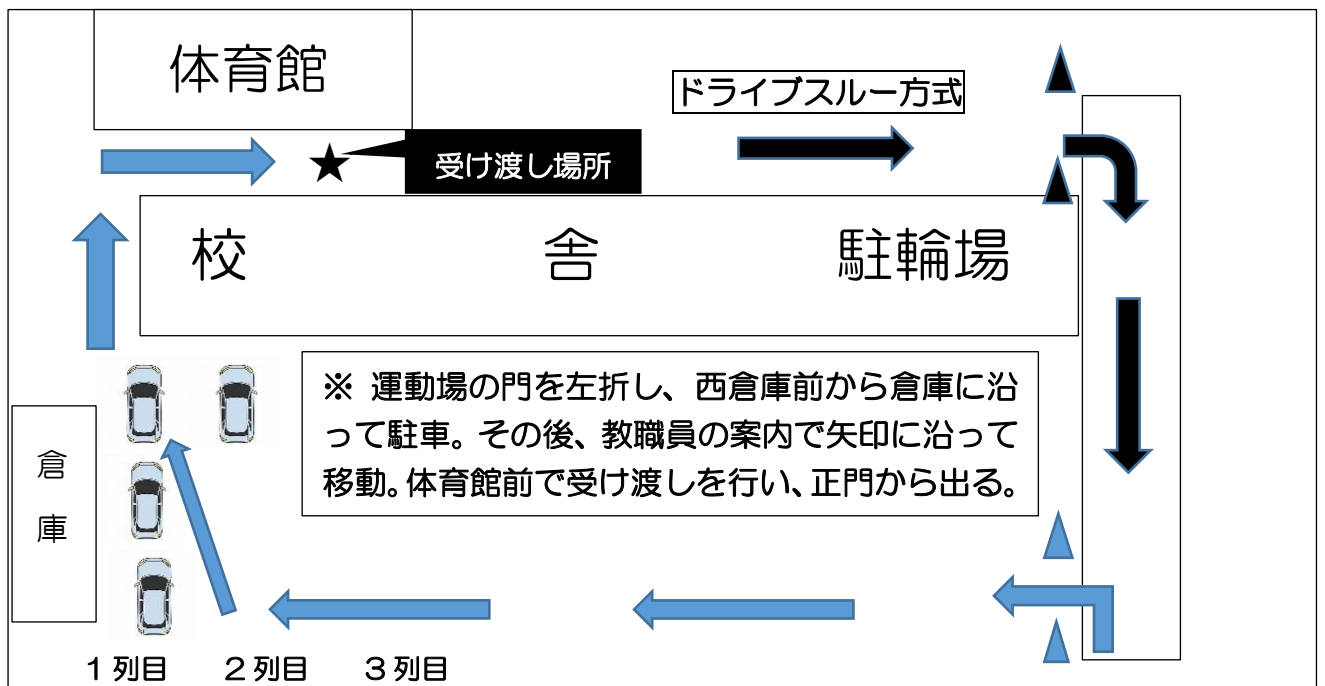 体育館
ドライブスルー方式
受け渡し場所
校　舎　駐輪場
※ 運動場の門を左折し、西倉庫前から倉庫に沿
って駐車。その後、教職員の案内で矢印に沿って
移動。体育館前で受け渡しを行い、正門から出る。
倉
庫
１列目　２列目　３列目